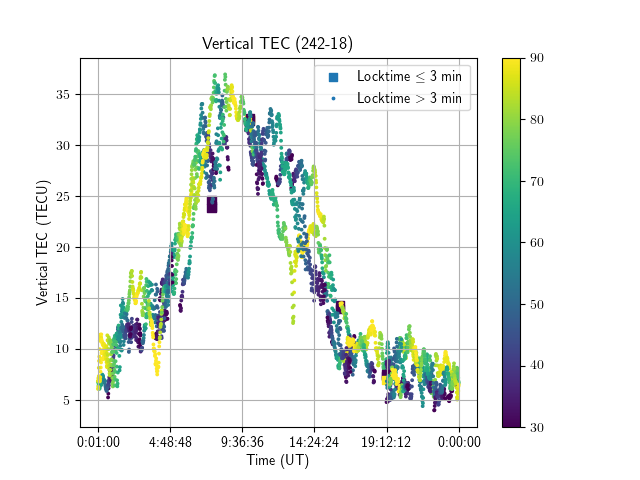 Vertical TEC (242-18)
Locktime ≤ 3 min
Locktime > 3 min
Vertical TEC (TECU)
35
30
25
20
15
10
5
0:01:00 4:48:48 9:36:36 14:24:24 19:12:12 0:00:00
Time (UT)
90
80
70
60
50
40
30